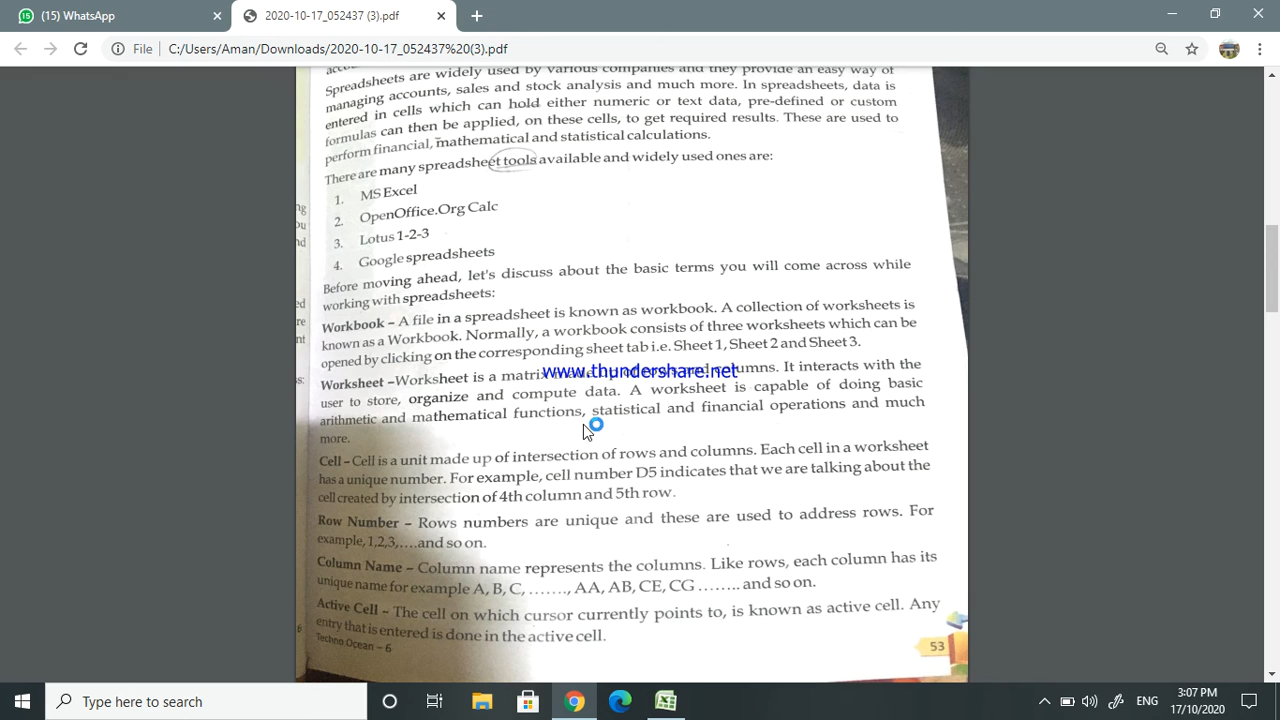 (15) WhatsApp
2020-10-17_052437 (3).pdf
File
C:/Users/Aman/Downloads/2020-10-17_052437%20(3).pdf
Spreadsheets are widely used by various companies and they provide an easy way of
managing accounts, sales and stock analysis and much more. In spreadsheets, data is
entered in cells which can hold either numeric or text data, pre-defined or custom
formulas can then be applied, on these cells, to get required results. These are used to
perform financial, mathematical and statistical calculations.
There are many spreadsheet tools available and widely used ones are:
1. MS Excel
2. OpenOffice.Org Calc
3. Lotus 1-2-3
4. Google spreadsheets
Before moving ahead, let's discuss about the basic terms you will come across while
working with spreadsheets:
Workbook – A file in a spreadsheet is known as workbook. A collection of worksheets is
known as a Workbook. Normally, a workbook consists of three worksheets which can be
opened by clicking on the corresponding sheet tab i.e. Sheet 1, Sheet 2 and Sheet 3.
www.thundershare.net
Worksheet –Worksheet is a matrix columns. It interacts with the
user to store, organize and compute data. A worksheet is capable of doing basic
arithmetic and mathematical functions, statistical and financial operations and much
more.
Cell – Cell is a unit made up of intersection of rows and columns. Each cell in a worksheet
has a unique number. For example, cell number D5 indicates that we are talking about the
cell created by intersection of 4th column and 5th row.
Row Number – Rows numbers are unique and these are used to address rows. For
example, 1,2,3,....and so on.
Column Name – Column name represents the columns. Like rows, each column has its
unique name for example A, B, C, ......., AA, AB, CE, CG ........ and so on.
Active Cell – The cell on which cursor currently points to, is known as active cell. Any
entry that is entered is done in the active cell.
Techno Ocean – 6
53
Type here to search
ENG
3:07 PM
17/10/2020